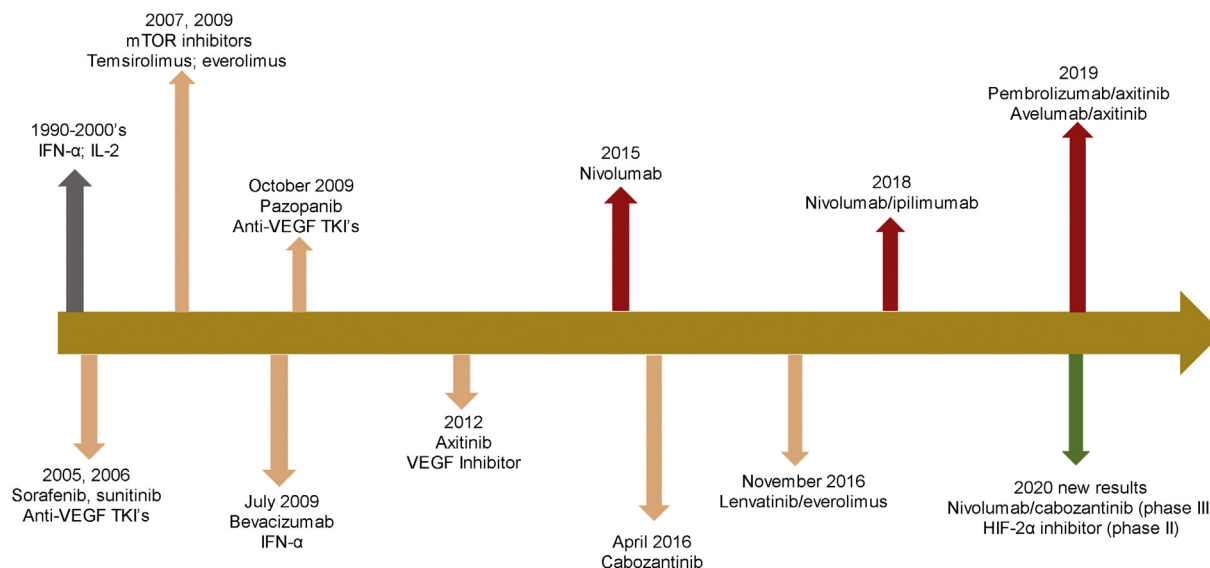 2007, 2009
mTOR inhibitors
Temsirolimus; everolimus
1990-2000's
IFN-α; IL-2
October 2009
Pazopanib
Anti-VEGF TKI's
2015
Nivolumab
2018
Nivolumab/ipilimumab
2019
Pembrolizumab/axitinib
Avelumab/axitinib
2005, 2006
Sorafenib, sunitinib
Anti-VEGF TKI's
July 2009
Bevacizumab
IFN-α
2012
Axitinib
VEGF Inhibitor
April 2016
Cabozantinib
November 2016
Lenvatinib/everolimus
2020 new results
Nivolumab/cabozantinib (phase III
HIF-2α inhibitor (phase II)